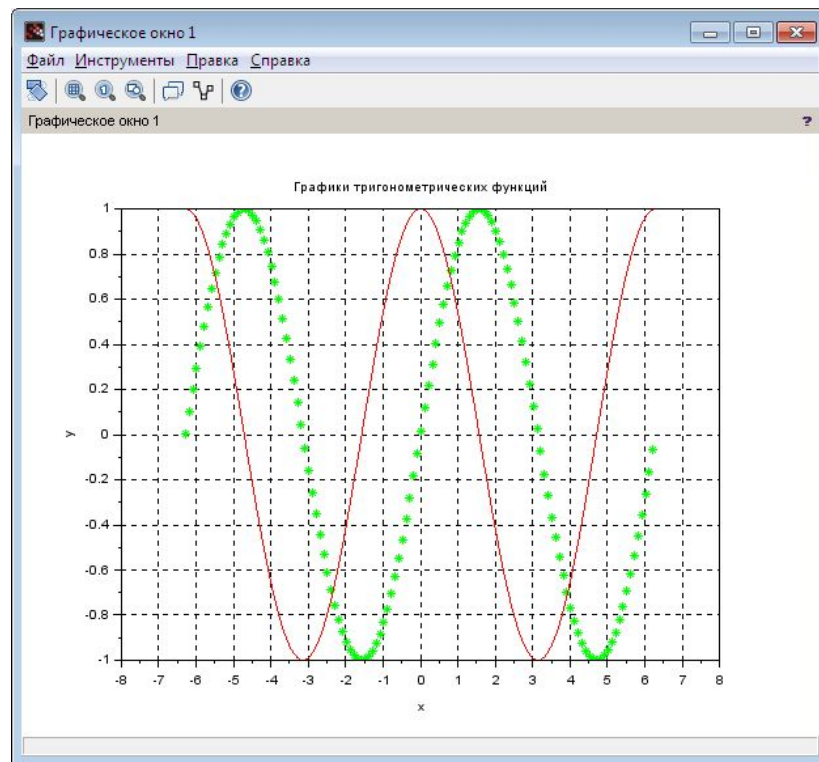 Графическое окно 1
Файл Инструменты Правка Справка
Графическое окно 1 ?
Графики тригонометрических функций
1
0.8
0.6
0.4
0.2
0
-0.2
-0.4
-0.6
-0.8
-1
y
-8 -7 -6 -5 -4 -3 -2 -1 0 1 2 3 4 5 6 7 8
x